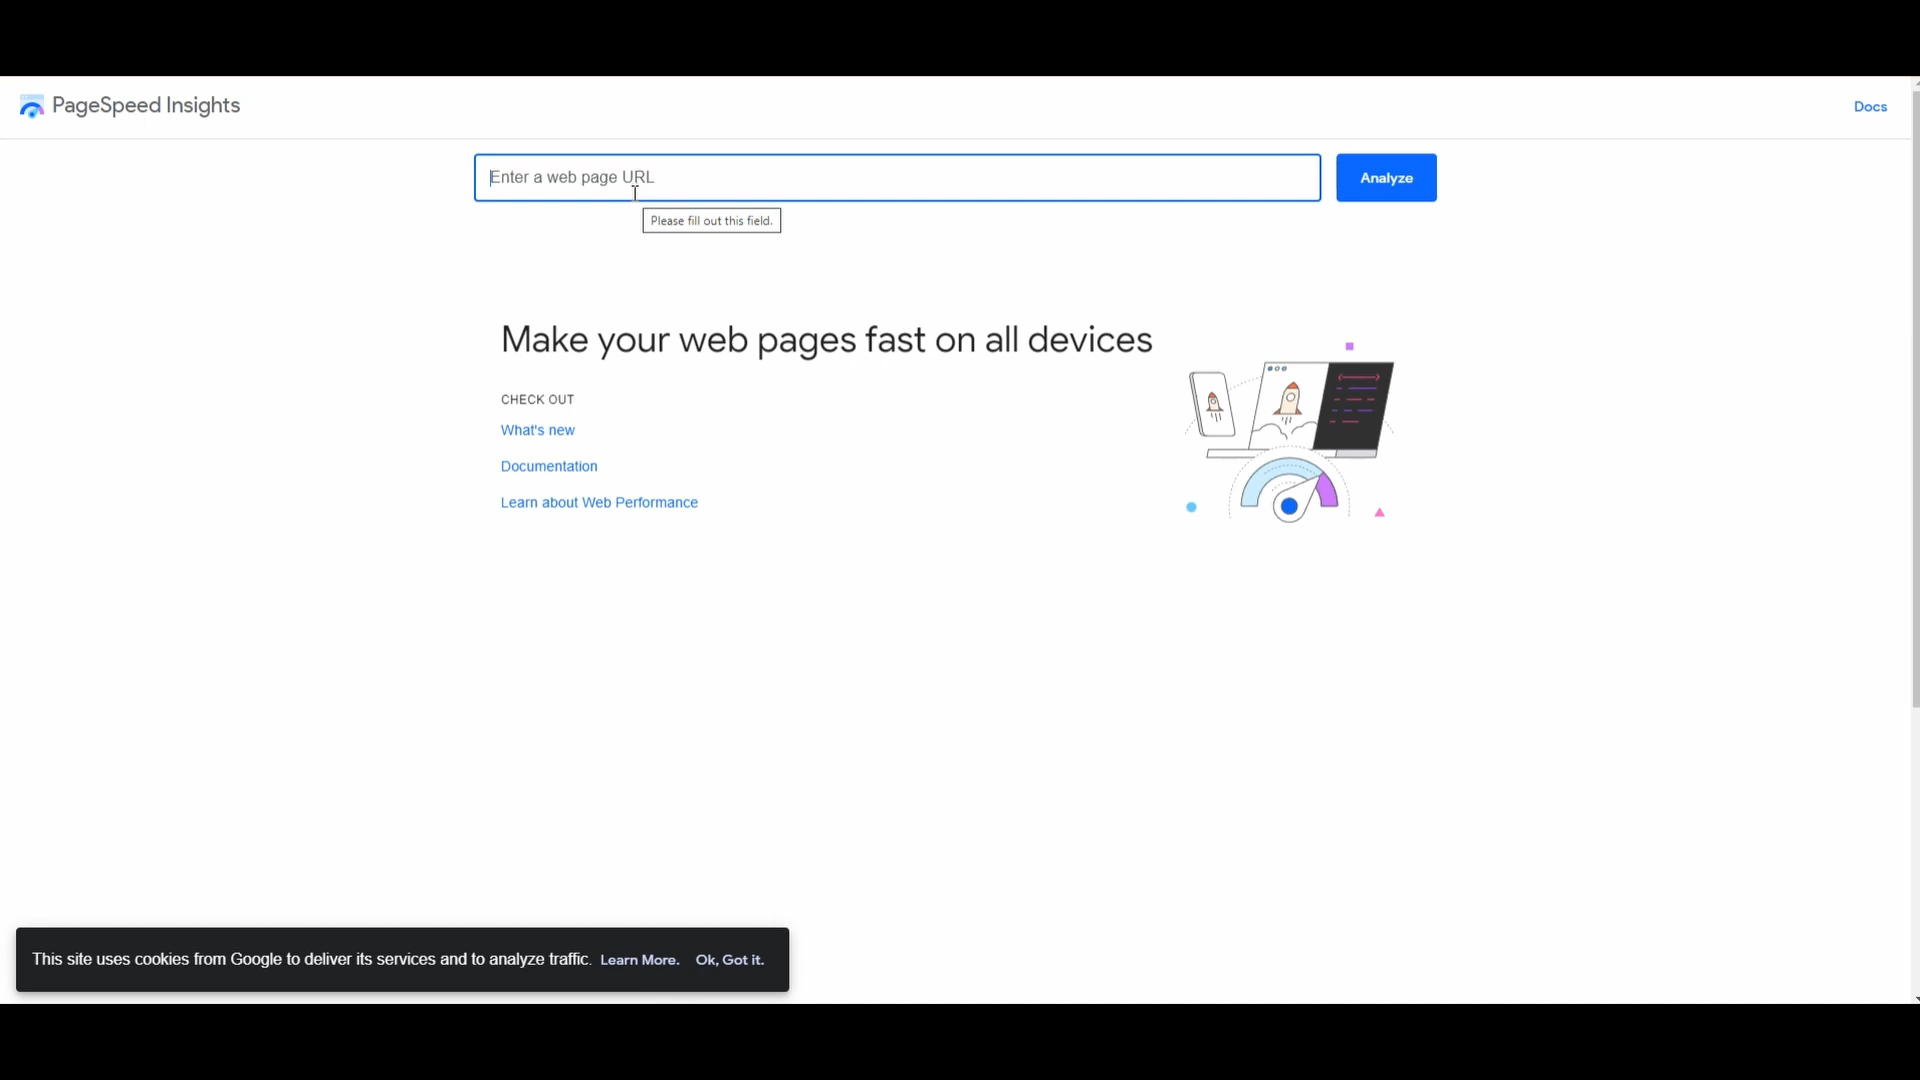 PageSpeed Insights
Docs
Enter a web page URL
Analyze
Please fill out this field.
Make your web pages fast on all devices
CHECK OUT
What's new
Documentation
Learn about Web Performance
This site uses cookies from Google to deliver its services and to analyze traffic. Learn More. Ok, Got it.